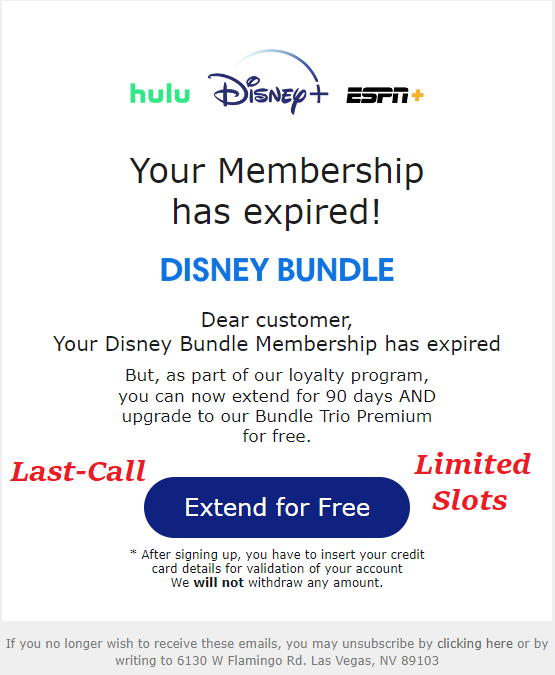 hulu Disney+ ESPN+
Your Membership
has expired!
DISNEY BUNDLE
Dear customer,
Your Disney Bundle Membership has expired
But, as part of our loyalty program,
you can now extend for 90 days AND
upgrade to our Bundle Trio Premium
for free.
Last-Call
Extend for Free
Limited
Slots
* After signing up, you have to insert your credit
card details for validation of your account
We will not withdraw any amount.
If you no longer wish to receive these emails, you may unsubscribe by clicking here or by
writing to 6130 W Flamingo Rd. Las Vegas, NV 89103